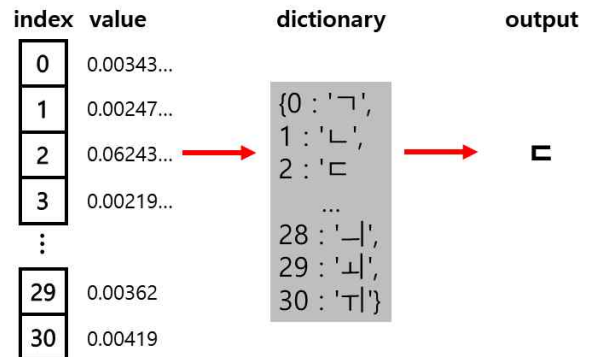 index value dictionary output
0 0.00343...
1 0.00247...
2 0.06243...
3 0.00219...
⋮
29 0.00362
30 0.00419
{0 : 'ㄱ',
1 : 'ㄴ',
2 : 'ㄷ
...
28 : 'ㅢ',
29 : 'ㅚ',
30 : 'ㅟ'}
ㄷ